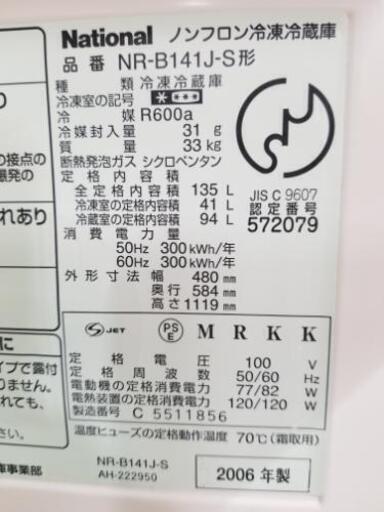 National ノンフロン冷凍冷蔵庫
品番 NR-B141J-S形
種類 冷凍冷蔵庫
冷凍室の記号
冷媒 R600a
冷媒封入量 31 g
質量 33 kg
断熱発泡ガス シクロペンタン
定格内容積
全定格内容積 135 L
冷凍室の定格内容積 41 L
冷蔵室の定格内容積 94 L
消費電力量
50Hz 300 kWh/年
60Hz 300 kWh/年
外形寸法 幅 480 mm
奥行 584 mm
高さ 1119 mm
JIS C 9607
認定番号
572079
S JET PSE M R K K
定格電圧 100 V
定格周波数 50/60 Hz
電動機の定格消費電力 77/82 W
電熱装置の定格消費電力 120/120 W
製造番号 C 5511856
温度ヒューズの定格動作温度 70℃(霜取用)
NR-B141J-S
AH-222950
2006 年製
の接点の
爆発の
れあり
に
イプで露付
りません。
れても、
さい。
事業部